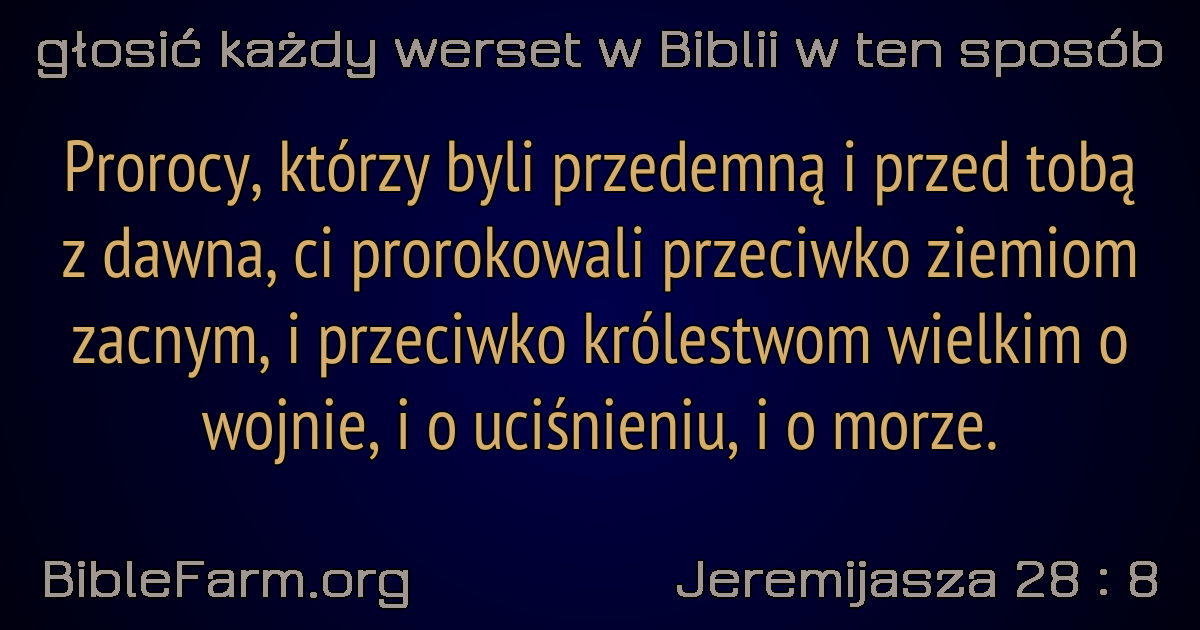 głosić każdy werset w Biblii w ten sposób
Prorocy, którzy byli przedemną i przed tobą
z dawna, ci prorokowali przeciwko ziemiom
zacnym, i przeciwko królestwom wielkim o
wojnie, i o uciśnieniu, i o morze.
BibleFarm.org
Jeremijasza 28 : 8